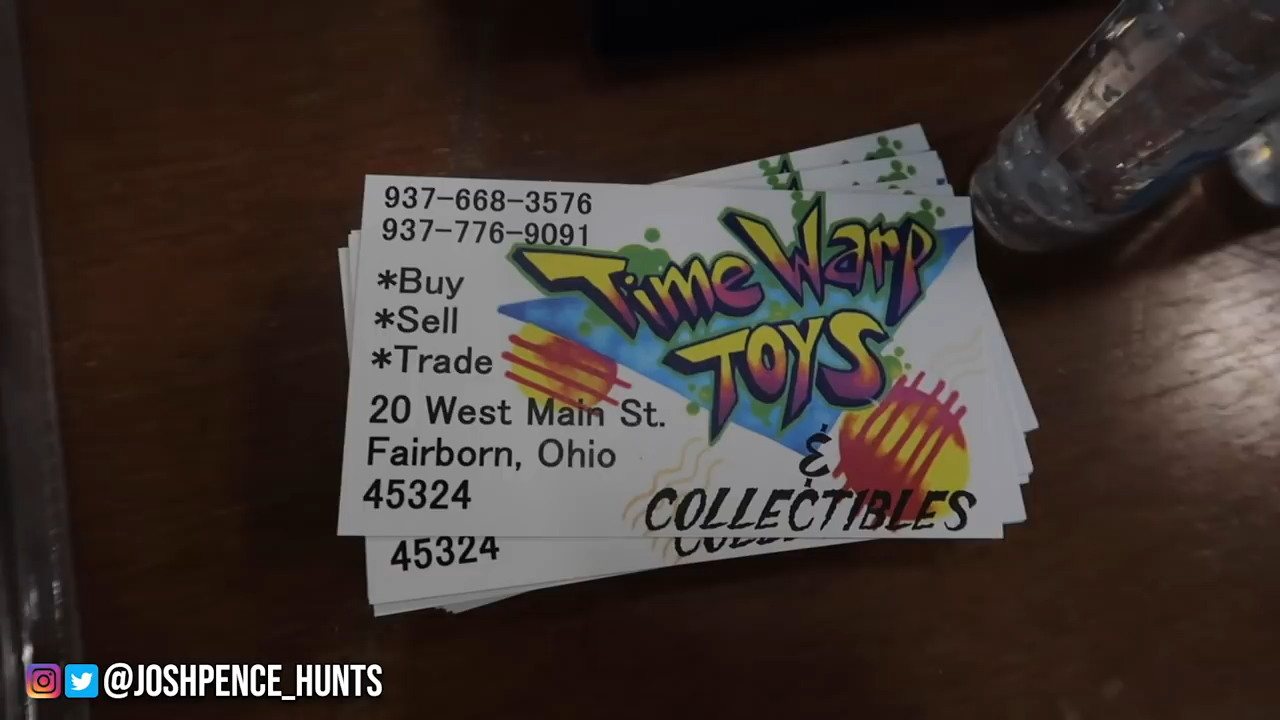 937-668-3576
937-776-9091
*Buy
*Sell
*Trade
20 West Main St.
Fairborn, Ohio
45324
Time Warp
TOYS
&
COLLECTIBLES
45324
@JOSHPENCE_HUNTS